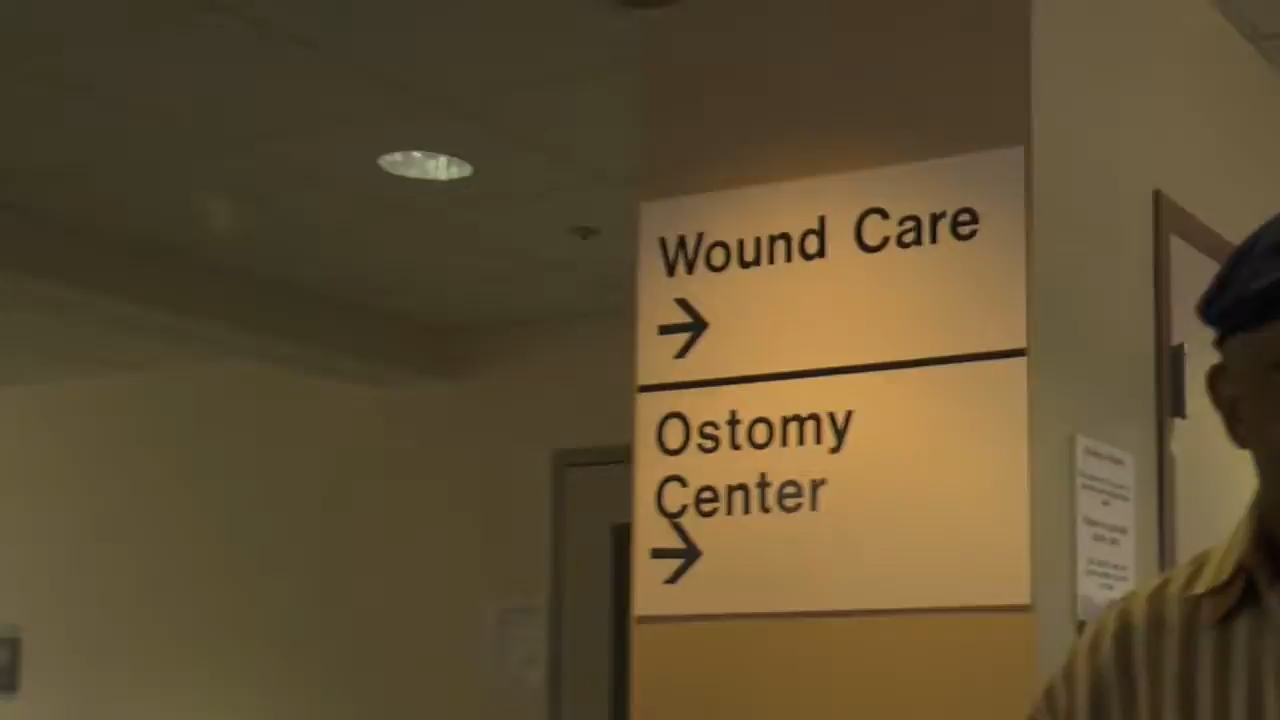 Wound Care
→
Ostomy
Center
→